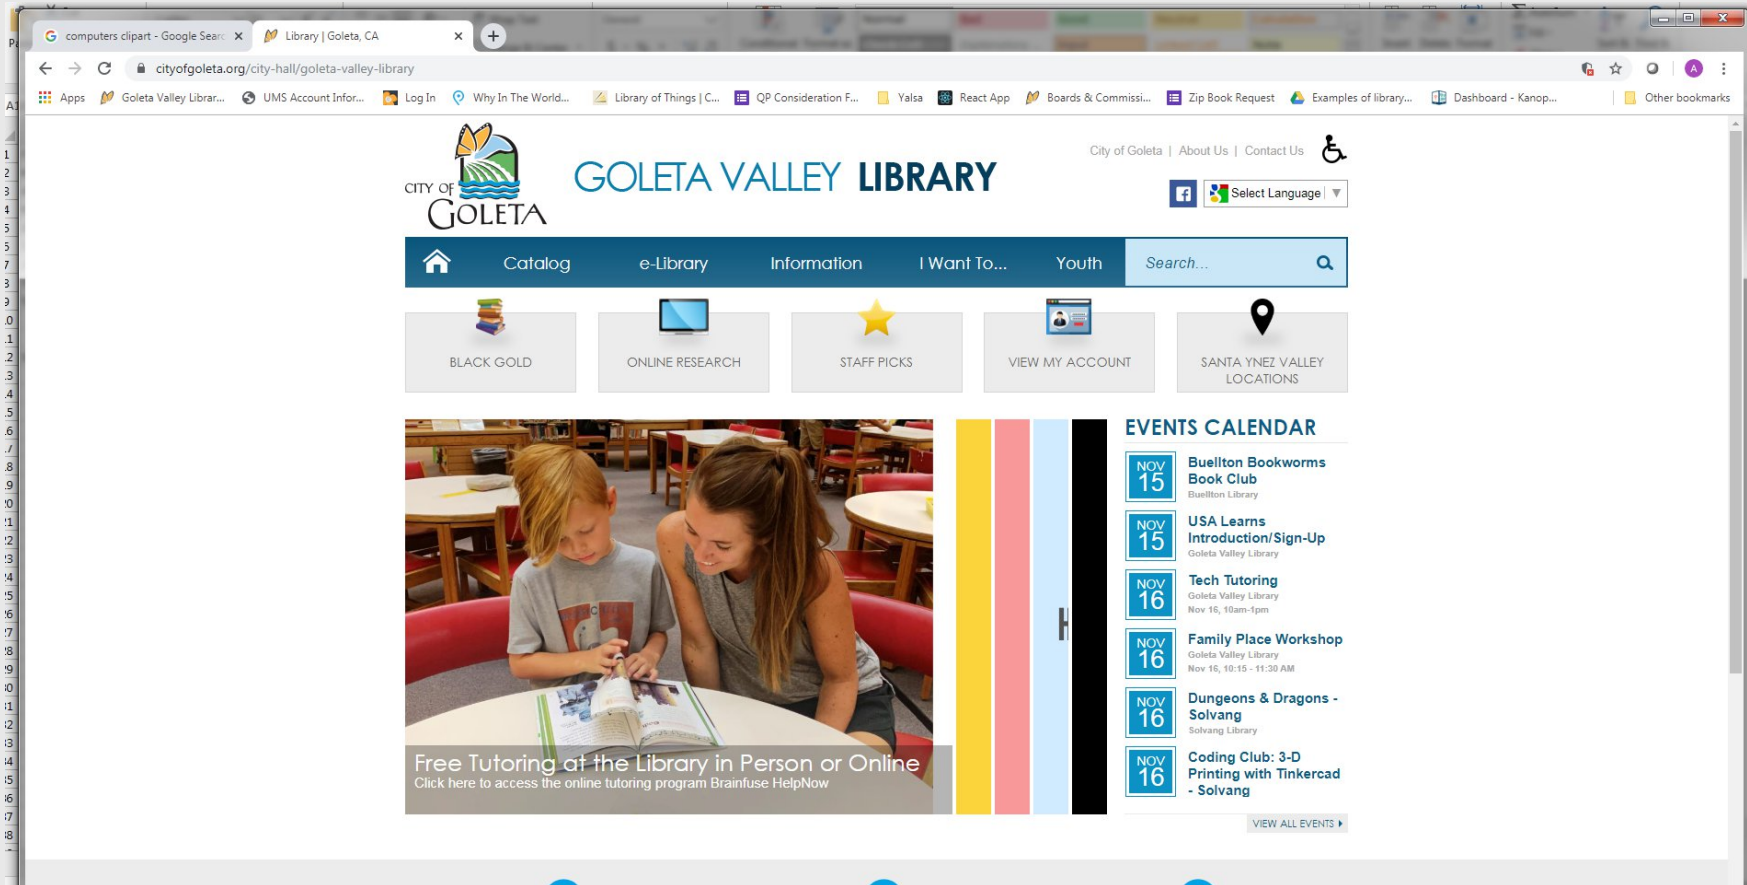 computers clipart - Google Searc
Library | Goleta, CA
cityofgoleta.org/city-hall/goleta-valley-library
A
Apps
Goleta Valley Librar...
UMS Account Infor...
Log In
Why In The World...
Library of Things | C...
QP Consideration F...
Yalsa
React App
Boards & Commissi...
Zip Book Request
Examples of library...
Dashboard - Kanop...
Other bookmarks
CITY OF
GOLETA
GOLETA VALLEY LIBRARY
City of Goleta | About Us | Contact Us
Select Language
Catalog
e-Library
Information
I Want To...
Youth
Search...
BLACK GOLD
ONLINE RESEARCH
STAFF PICKS
VIEW MY ACCOUNT
SANTA YNEZ VALLEY
LOCATIONS
Free Tutoring at the Library in Person or Online
Click here to access the online tutoring program Brainfuse HelpNow
EVENTS CALENDAR
NOV
15
Buellton Bookworms
Book Club
Buellton Library
NOV
15
USA Learns
Introduction/Sign-Up
Goleta Valley Library
NOV
16
Tech Tutoring
Goleta Valley Library
Nov 16, 10am-1pm
NOV
16
Family Place Workshop
Goleta Valley Library
Nov 16, 10:15 - 11:30 AM
NOV
16
Dungeons & Dragons -
Solvang
Solvang Library
NOV
16
Coding Club: 3-D
Printing with Tinkercad
- Solvang
VIEW ALL EVENTS